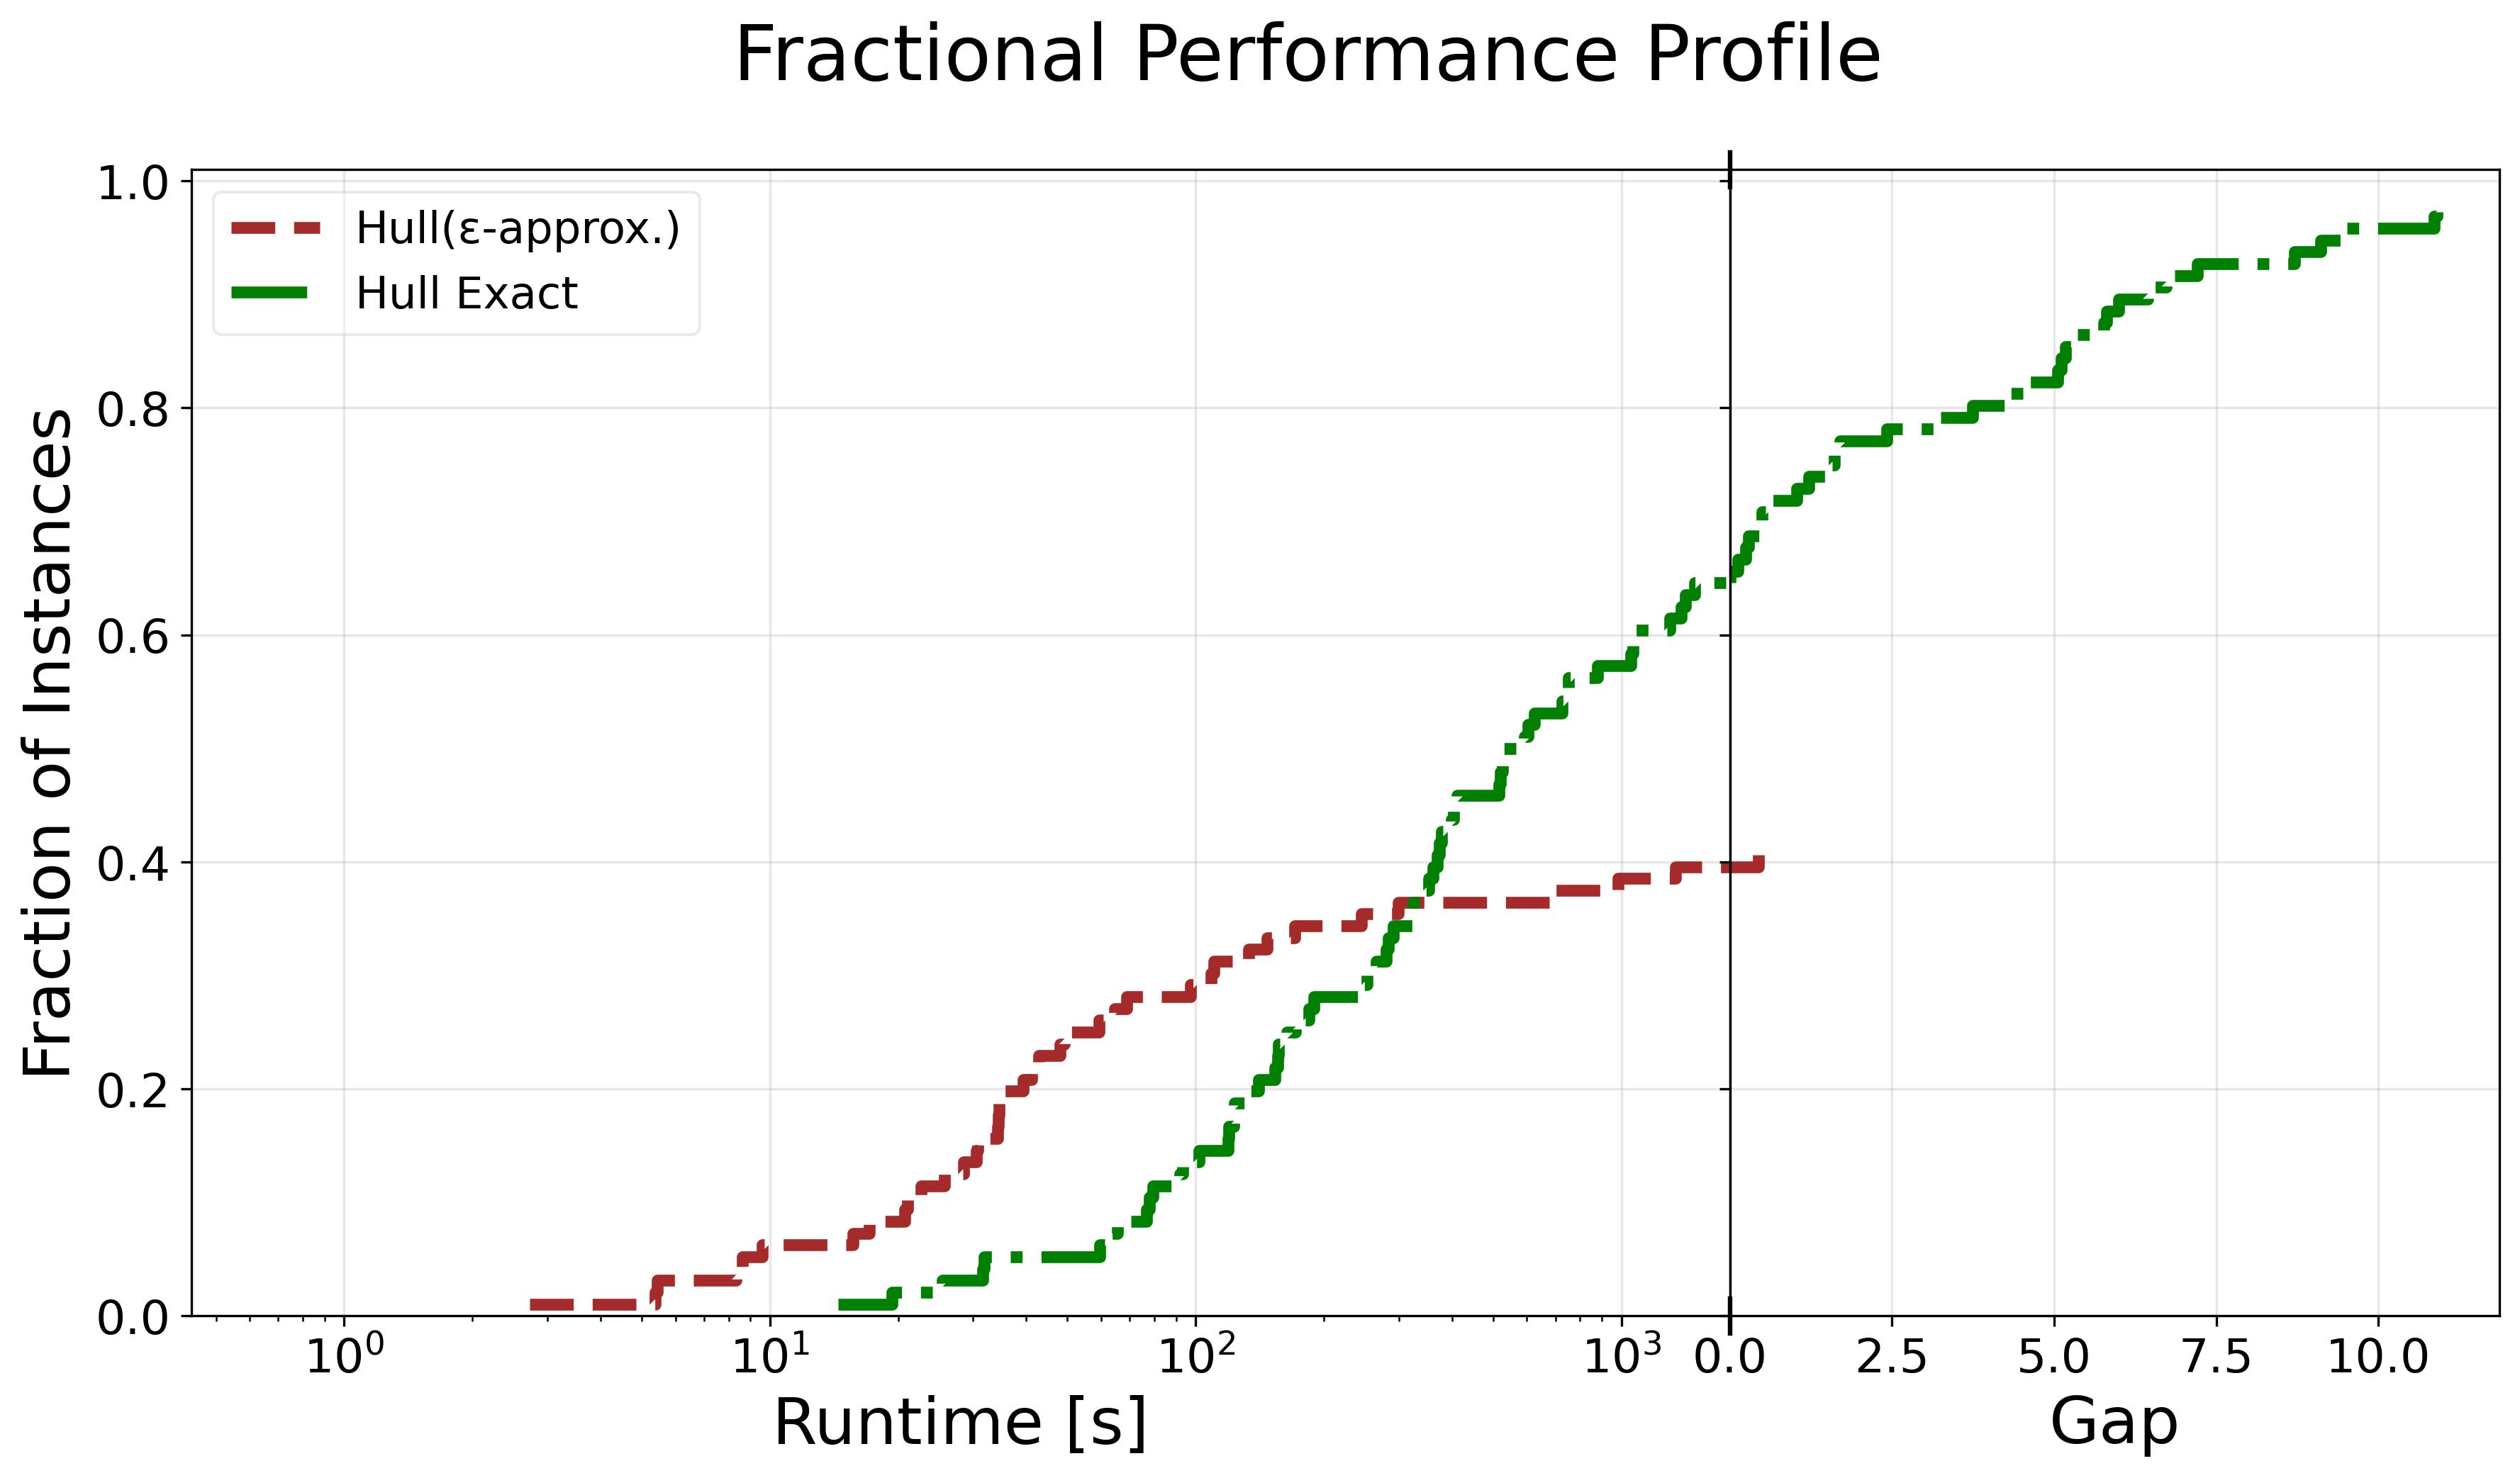 Fractional Performance Profile
Hull(ε-approx.)
Hull Exact
Fraction of Instances
1.0
0.8
0.6
0.4
0.2
0.0
10⁰ 10¹ 10² 10³ 0.0 2.5 5.0 7.5 10.0
Runtime [s] Gap